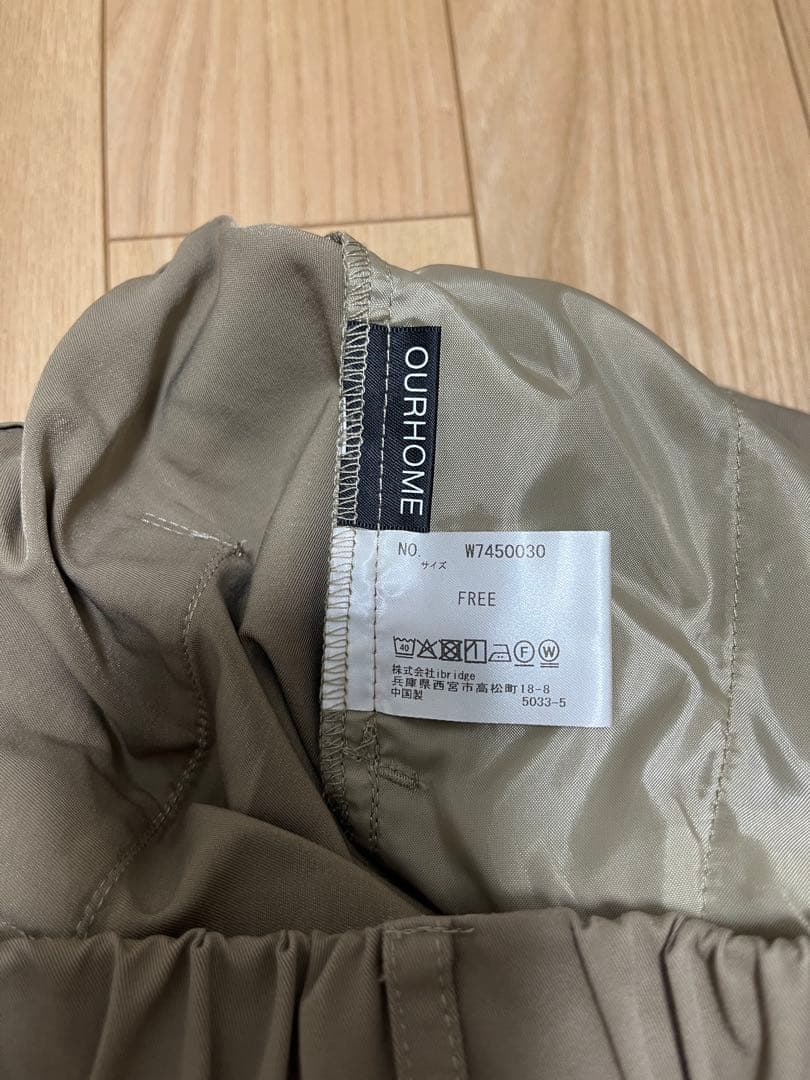 OURHOME
NO. W7450030
サイズ
FREE
40 F W
株式会社ibridge
兵庫県西宮市高松町18-8
中国製 5033-5